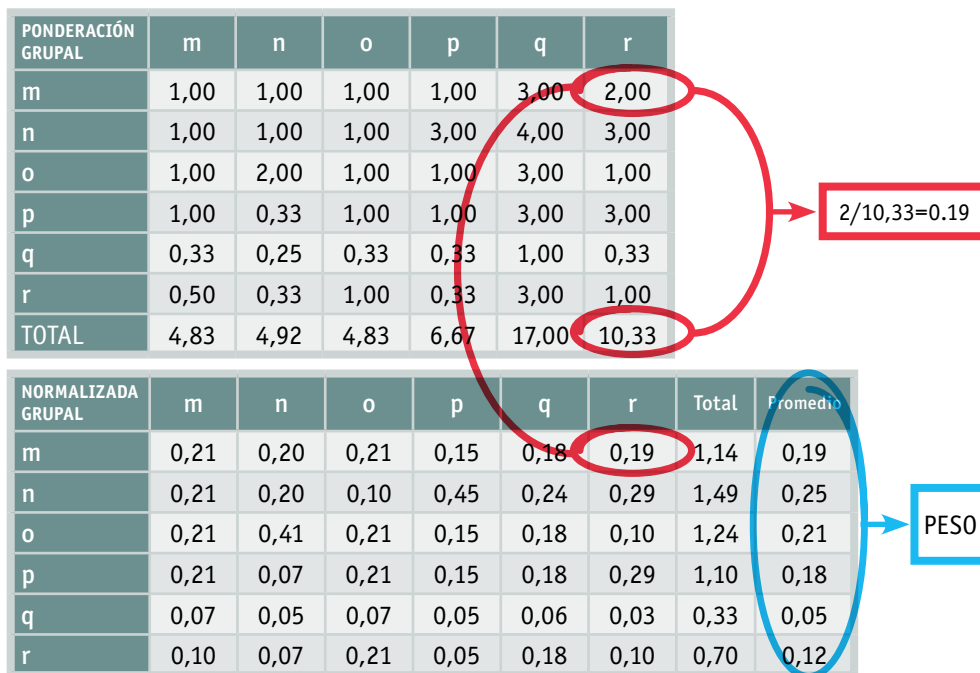 PONDERACIÓN GRUPAL m n o p q r
m 1,00 1,00 1,00 1,00 3,00 2,00
n 1,00 1,00 1,00 3,00 4,00 3,00
o 1,00 2,00 1,00 1,00 3,00 1,00
p 1,00 0,33 1,00 1,00 3,00 3,00
q 0,33 0,25 0,33 0,33 1,00 0,33
r 0,50 0,33 1,00 0,33 3,00 1,00
TOTAL 4,83 4,92 4,83 6,67 17,00 10,33
2/10,33=0.19
NORMALIZADA GRUPAL m n o p q r Total Promedio
m 0,21 0,20 0,21 0,15 0,18 0,19 1,14 0,19
n 0,21 0,20 0,10 0,45 0,24 0,29 1,49 0,25
o 0,21 0,41 0,21 0,15 0,18 0,10 1,24 0,21
p 0,21 0,07 0,21 0,15 0,18 0,29 1,10 0,18
q 0,07 0,05 0,07 0,05 0,06 0,03 0,33 0,05
r 0,10 0,07 0,21 0,05 0,18 0,10 0,70 0,12
PESO